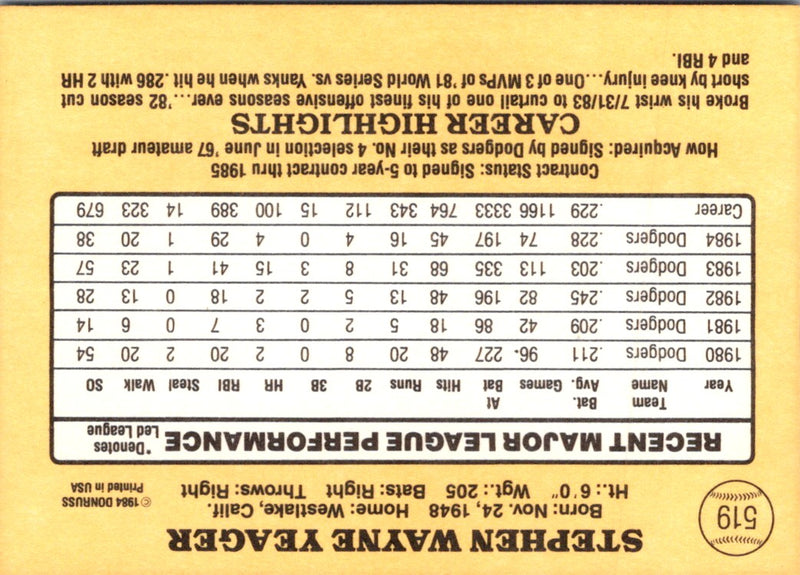 519
STEPHEN WAYNE YEAGER
Born: Nov. 24, 1948 Home: Westlake, Calif.
Ht.: 6'0" Wgt.: 205 Bats: Right Throws: Right
© 1984 DONRUSS
Printed in USA
RECENT MAJOR LEAGUE PERFORMANCE
*Denotes
Led League
Year Team Name Bat. Avg. Games At Bat Hits Runs 2B 3B HR RBI Steal Walk SO
1980 Dodgers .211 96 227 48 20 8 0 2 20 2 20 54
1981 Dodgers .209 42 86 18 5 2 0 3 7 0 6 14
1982 Dodgers .245 82 196 48 13 5 2 2 18 0 13 28
1983 Dodgers .203 113 335 68 31 8 3 15 41 1 23 57
1984 Dodgers .228 74 197 45 16 4 0 4 29 1 20 38
Career .229 1166 3333 764 343 112 15 100 389 14 323 679
Contract Status: Signed to 5-year contract thru 1985
How Acquired: Signed by Dodgers as their No. 4 selection in June '67 amateur draft
CAREER HIGHLIGHTS
Broke his wrist 7/31/83 to curtail one of his finest offensive seasons ever...'82 season cut
short by knee injury...One of 3 MVPs of '81 World Series vs. Yanks when he hit .286 with 2 HR
and 4 RBI.